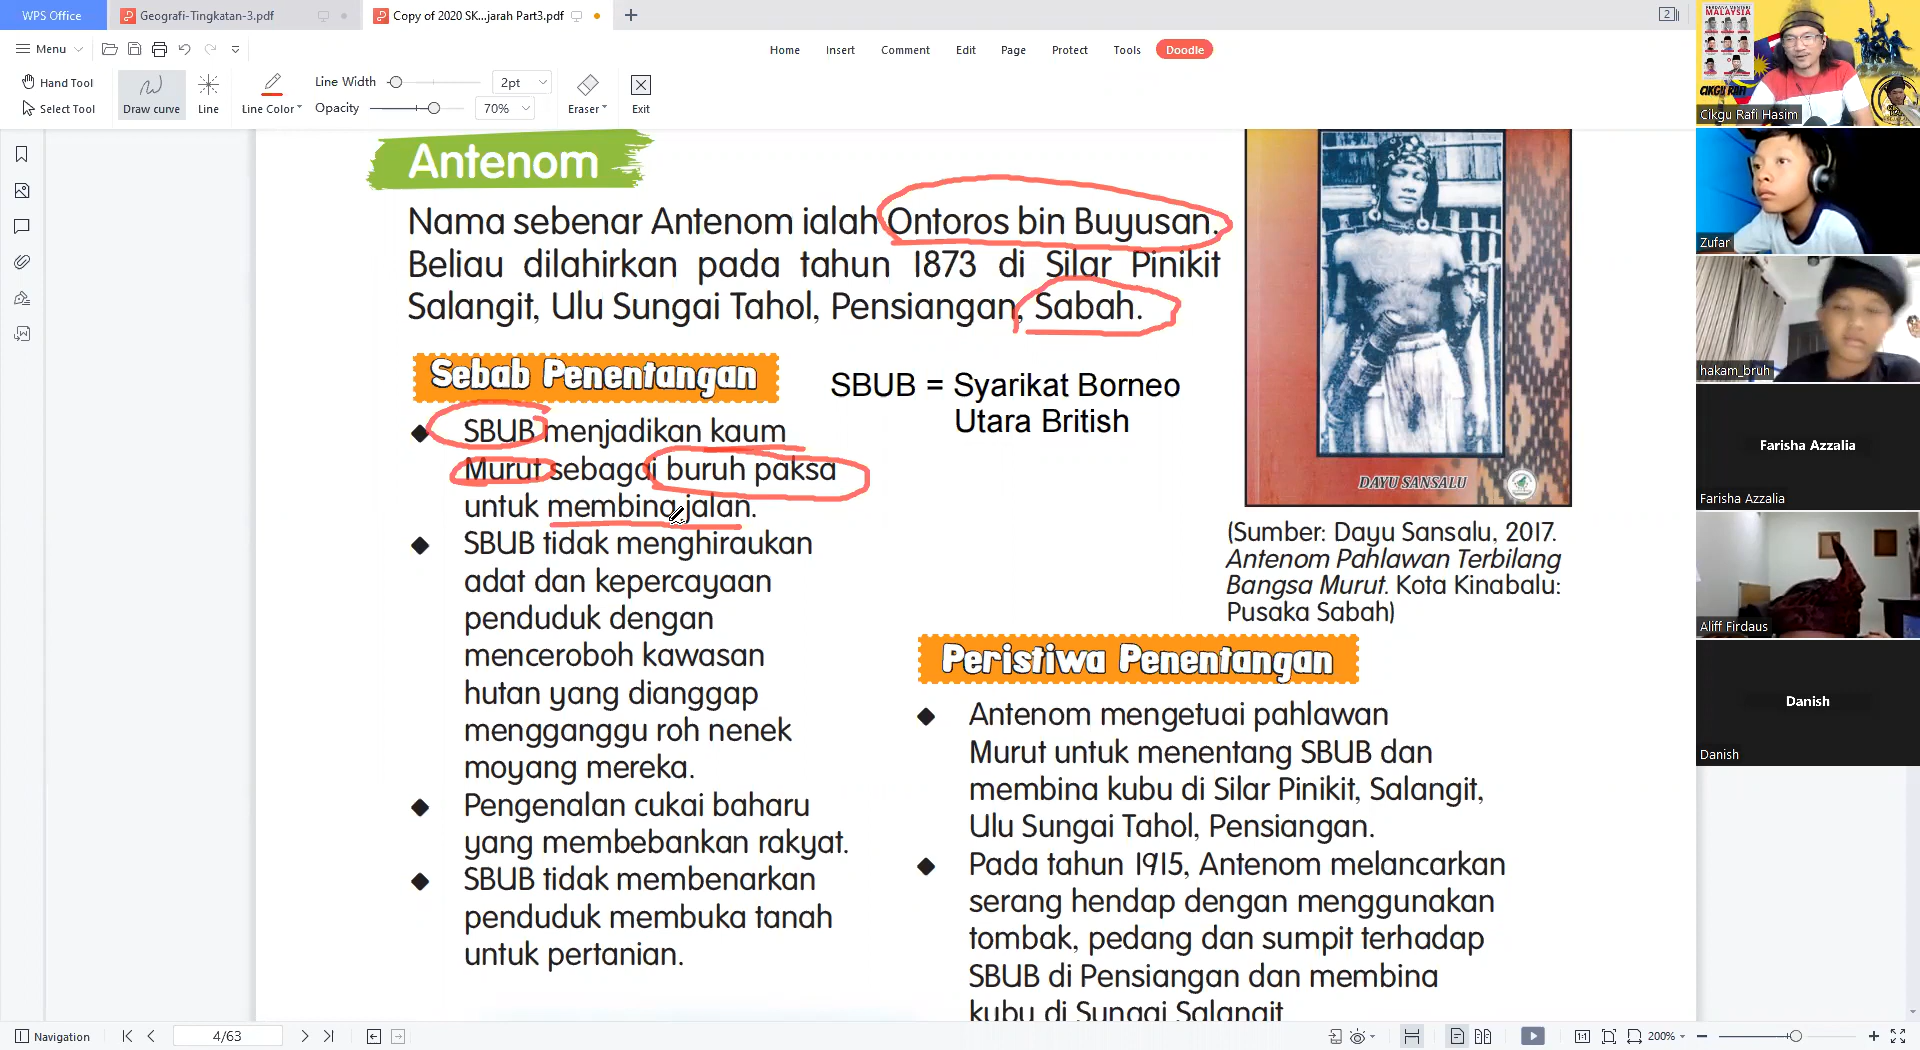 WPS Office
Geografi-Tingkatan-3.pdf
Copy of 2020 SK...jarah Part3.pdf
2
Menu
Home
Insert
Comment
Edit
Page
Protect
Tools
Doodle
Hand Tool
Select Tool
Draw curve
Line
Line Color
Line Width
2pt
Opacity
70%
Eraser
Exit
Antenom
Nama sebenar Antenom ialah Ontoros bin Buyusan.
Beliau dilahirkan pada tahun 1873 di Silar Pinikit
Salangit, Ulu Sungai Tahol, Pensiangan, Sabah.
Sebab Penentangan
SBUB = Syarikat Borneo
Utara British
SBUB menjadikan kaum
Murut sebagai buruh paksa
untuk membina jalan.
SBUB tidak menghiraukan
adat dan kepercayaan
penduduk dengan
menceroboh kawasan
hutan yang dianggap
mengganggu roh nenek
moyang mereka.
Pengenalan cukai baharu
yang membebankan rakyat.
SBUB tidak membenarkan
penduduk membuka tanah
untuk pertanian.
DAYU SANSALU
(Sumber: Dayu Sansalu, 2017.
Antenom Pahlawan Terbilang
Bangsa Murut. Kota Kinabalu:
Pusaka Sabah)
Peristiwa Penentangan
Antenom mengetuai pahlawan
Murut untuk menentang SBUB dan
membina kubu di Silar Pinikit, Salangit,
Ulu Sungai Tahol, Pensiangan.
Pada tahun 1915, Antenom melancarkan
serang hendap dengan menggunakan
tombak, pedang dan sumpit terhadap
SBUB di Pensiangan dan membina
kubu di Sungai Salangit
PERDANA MENTERI
MALAYSIA
CIKGU RAFI
Cikgu Rafi Hasim
Zufar
hakam_bruh
Farisha Azzalia
Farisha Azzalia
Aliff Firdaus
Danish
Danish
Navigation
4/63
1:1
200%